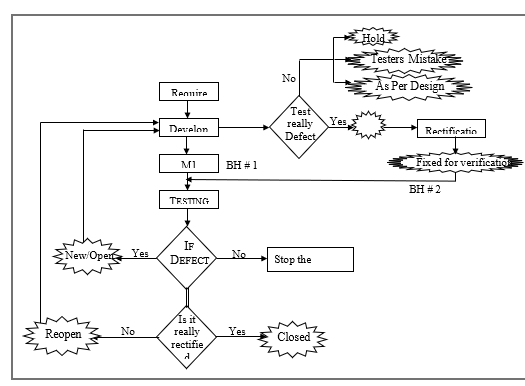 Hold
Testers Mistake
As Per Design
No
Require
Test
really
Defect
Yes
Develop
Rectificatio
M1
BH # 1
Fixed for verification
BH # 2
TESTING
IF
DEFECT
New/Open
Yes
No
Stop the
Is it
really
rectifie
d
Reopen
No
Yes
Closed